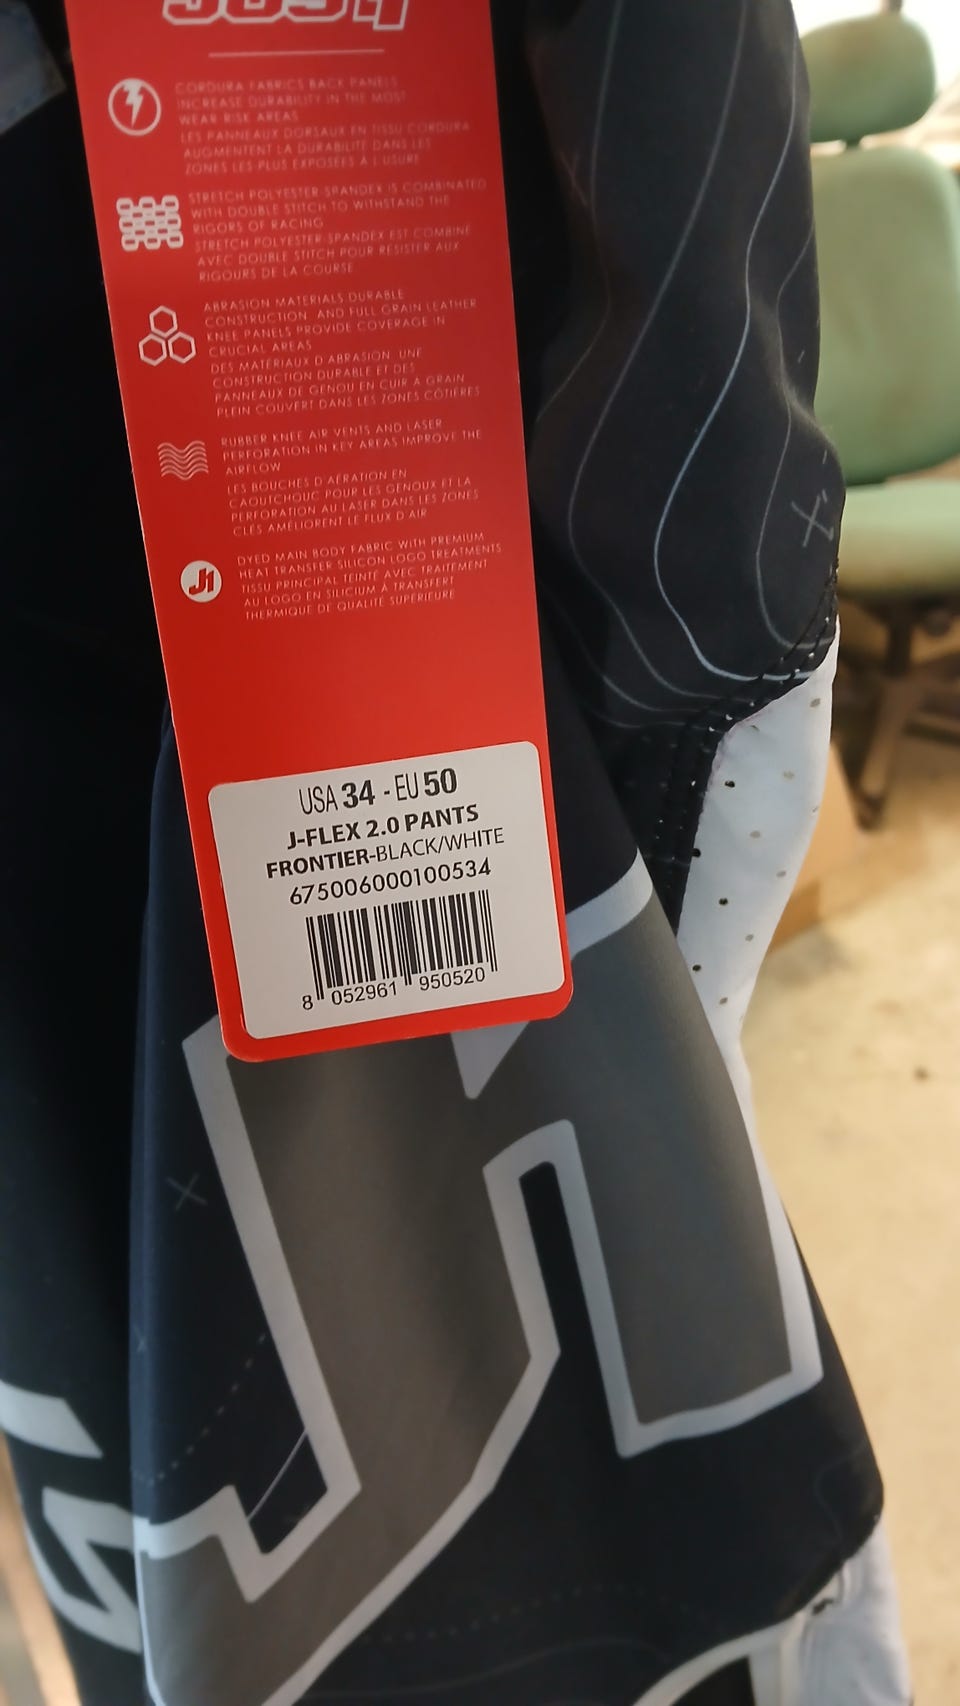 JUST1
CORDURA FABRICS BACK PANELS
INCREASE DURABILITY IN THE MOST
WEAR RISK AREAS
LES PANNEAUX DORSAUX EN TISSU CORDURA
AUGMENTENT LA DURABILITÉ DANS LES
ZONES LES PLUS EXPOSÉES À L'USURE
STRETCH POLYESTER SPANDEX IS COMBINATED
WITH DOUBLE STITCH TO WITHSTAND THE
RIGORS OF RACING
STRETCH POLYESTER SPANDEX EST COMBINÉ
AVEC DOUBLE STITCH POUR RÉSISTER AUX
RIGOURS DE LA COURSE
ABRASION MATERIALS DURABLE
CONSTRUCTION AND FULL GRAIN LEATHER
KNEE PANELS PROVIDE COVERAGE IN
CRUCIAL AREAS
DES MATÉRIAUX D'ABRASION UNE
CONSTRUCTION DURABLE ET DES
PANNEAUX DE GENOU EN CUIR À GRAIN
PLEIN COUVERT DANS LES ZONES CÔTIÈRES
RUBBER KNEE AIR VENTS AND LASER
PERFORATION IN KEY AREAS IMPROVE THE
AIRFLOW
LES BOUCHES D'AÉRATION EN
CAOUTCHOUC POUR LES GENOUX ET LA
PERFORATION AU LASER DANS LES ZONES
CLÉS AMÉLIORENT LE FLUX D'AIR
J1
DYED MAIN BODY FABRIC WITH PREMIUM
HEAT TRANSFER SILICON LOGO TREATMENTS
TISSU PRINCIPAL TEINTÉ AVEC TRAITEMENT
AU LOGO EN SILICIUM À TRANSFERT
THERMIQUE DE QUALITÉ SUPÉRIEURE
USA 34 - EU 50
J-FLEX 2.0 PANTS
FRONTIER-BLACK/WHITE
675006000100534
8 052961 950520
J1